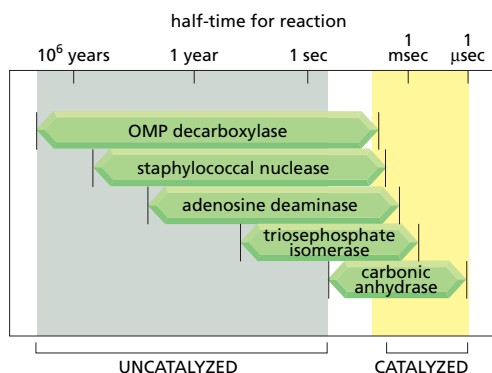 half-time for reaction
10⁶ years 1 year 1 sec 1 msec 1 μsec
OMP decarboxylase
staphylococcal nuclease
adenosine deaminase
triosephosphate
isomerase
carbonic
anhydrase
UNCATALYZED CATALYZED